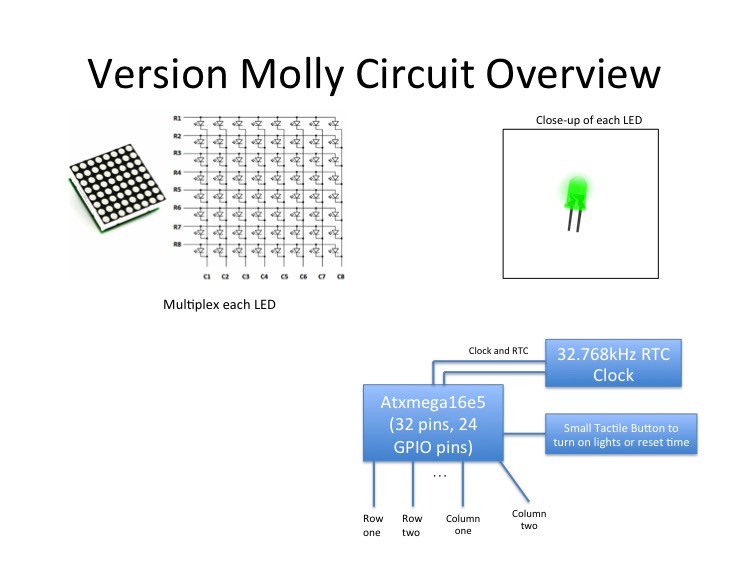 Version Molly Circuit Overview
Close-up of each LED
R1
R2
R3
R4
R5
R6
R7
R8
C1 C2 C3 C4 C5 C6 C7 C8
Multiplex each LED
Clock and RTC
32.768kHz RTC
Clock
Atxmega16e5
(32 pins, 24
GPIO pins)
Small Tactile Button to
turn on lights or reset time
...
Row
one
Row
two
Column
one
Column
two